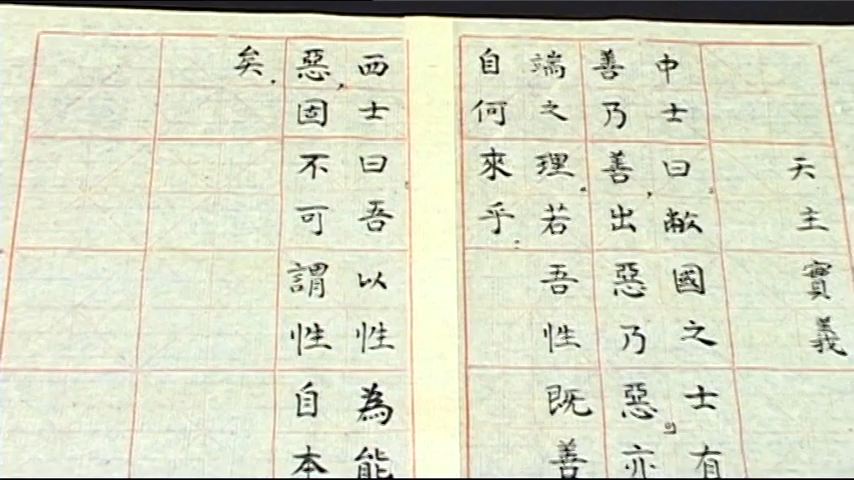 天主實義
中士曰敝國之士有
善乃善出惡乃惡亦
端之理若吾性既善
自何來乎
西士曰吾以性為能
惡固不可謂性自本
矣